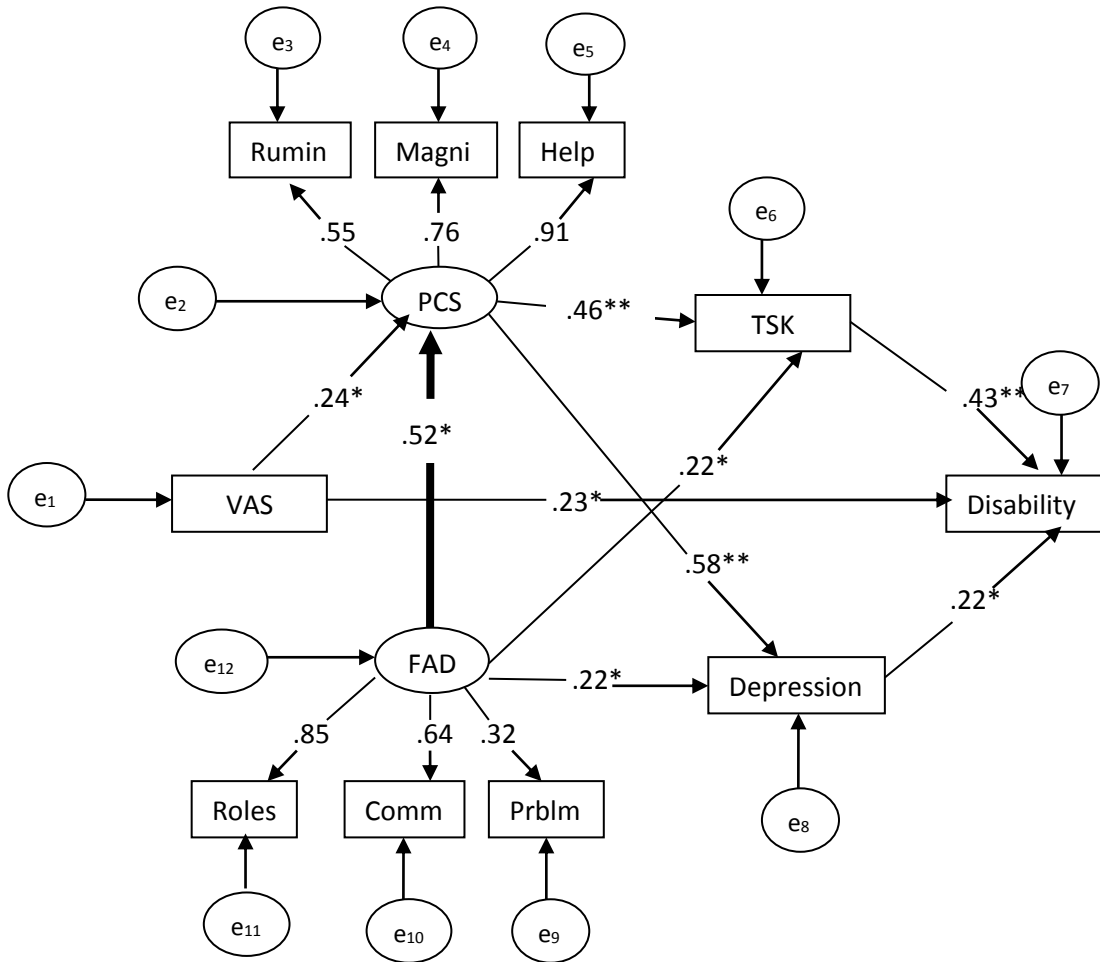 e3
e4
e5
Rumin
Magni
Help
e6
.55
.76
.91
e2
PCS
.46**
TSK
e7
.24*
.43**
.52*
.22*
e1
VAS
.23*
Disability
.58**
.22*
e12
FAD
.22*
Depression
.85
.64
.32
Roles
Comm
Prblm
e8
e11
e10
e9